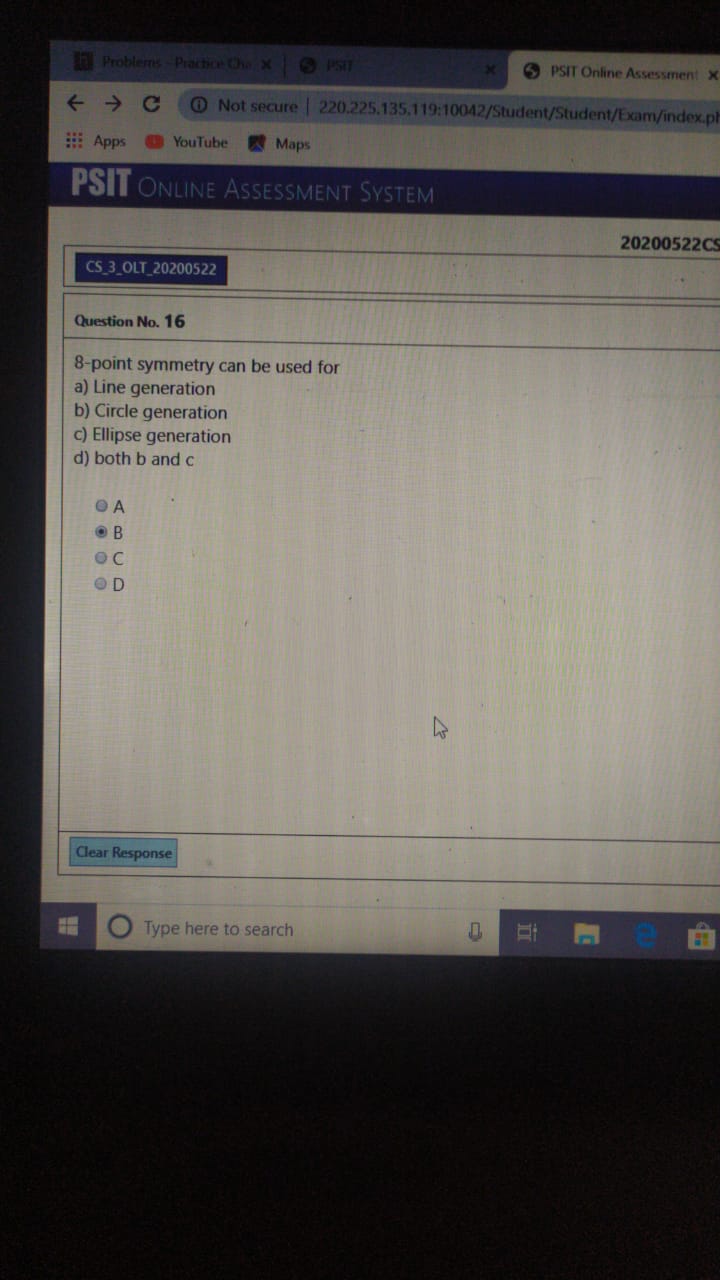 Problems - Practice Cha
PSIT
PSIT Online Assessment
Not secure | 220.225.135.119:10042/Student/Student/Exam/index.ph
Apps YouTube Maps
PSIT ONLINE ASSESSMENT SYSTEM
20200522CS
CS_3_OLT_20200522
Question No. 16
8-point symmetry can be used for
a) Line generation
b) Circle generation
c) Ellipse generation
d) both b and c
A
B
C
D
Clear Response
Type here to search